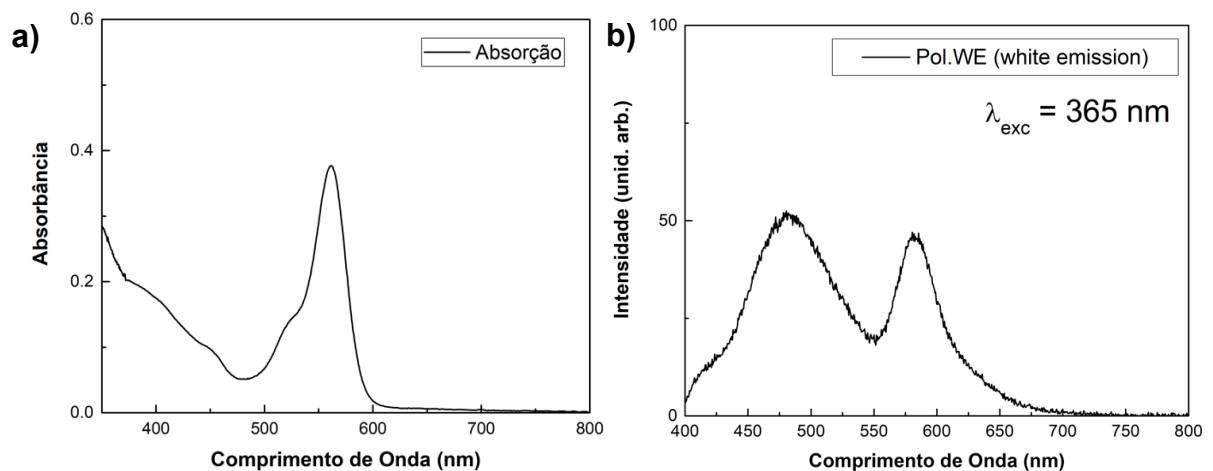 a)
0.6
0.4
0.2
0.0
Absorbância
Absorção
400 500 600 700 800
Comprimento de Onda (nm)
b)
100
50
0
Intensidade (unid. arb.)
Pol.WE (white emission)
λexc = 365 nm
400 450 500 550 600 650 700 750 800
Comprimento de Onda (nm)